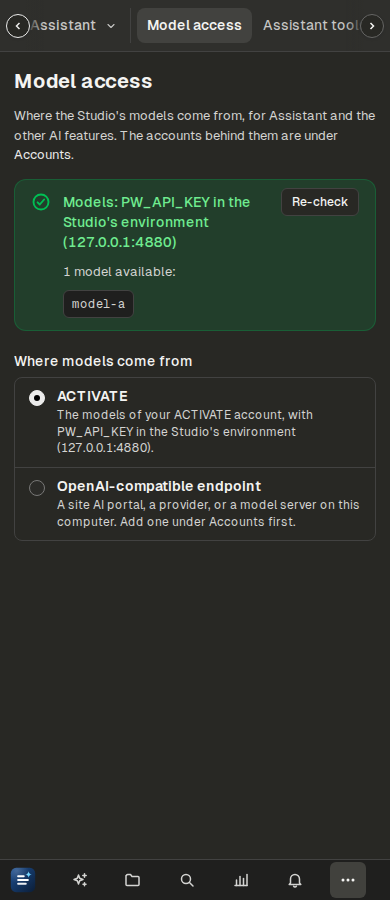 Assistant
Model access
Assistant tool
Model access
Where the Studio's models come from, for Assistant and the
other AI features. The accounts behind them are under
Accounts.
Models: PW_API_KEY in the
Studio's environment
(127.0.0.1:4880)
Re-check
1 model available:
model-a
Where models come from
ACTIVATE
The models of your ACTIVATE account, with
PW_API_KEY in the Studio's environment
(127.0.0.1:4880).
OpenAI-compatible endpoint
A site AI portal, a provider, or a model server on this
computer. Add one under Accounts first.